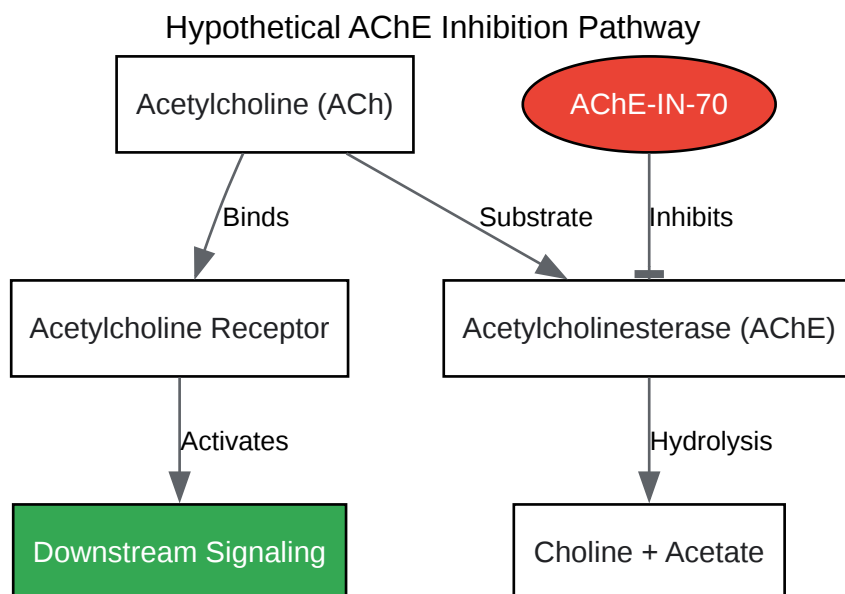 Hypothetical AChE Inhibition Pathway
Acetylcholine (ACh)
AChE-IN-70
Binds
Substrate
Inhibits
Acetylcholine Receptor
Acetylcholinesterase (AChE)
Activates
Hydrolysis
Downstream Signaling
Choline + Acetate